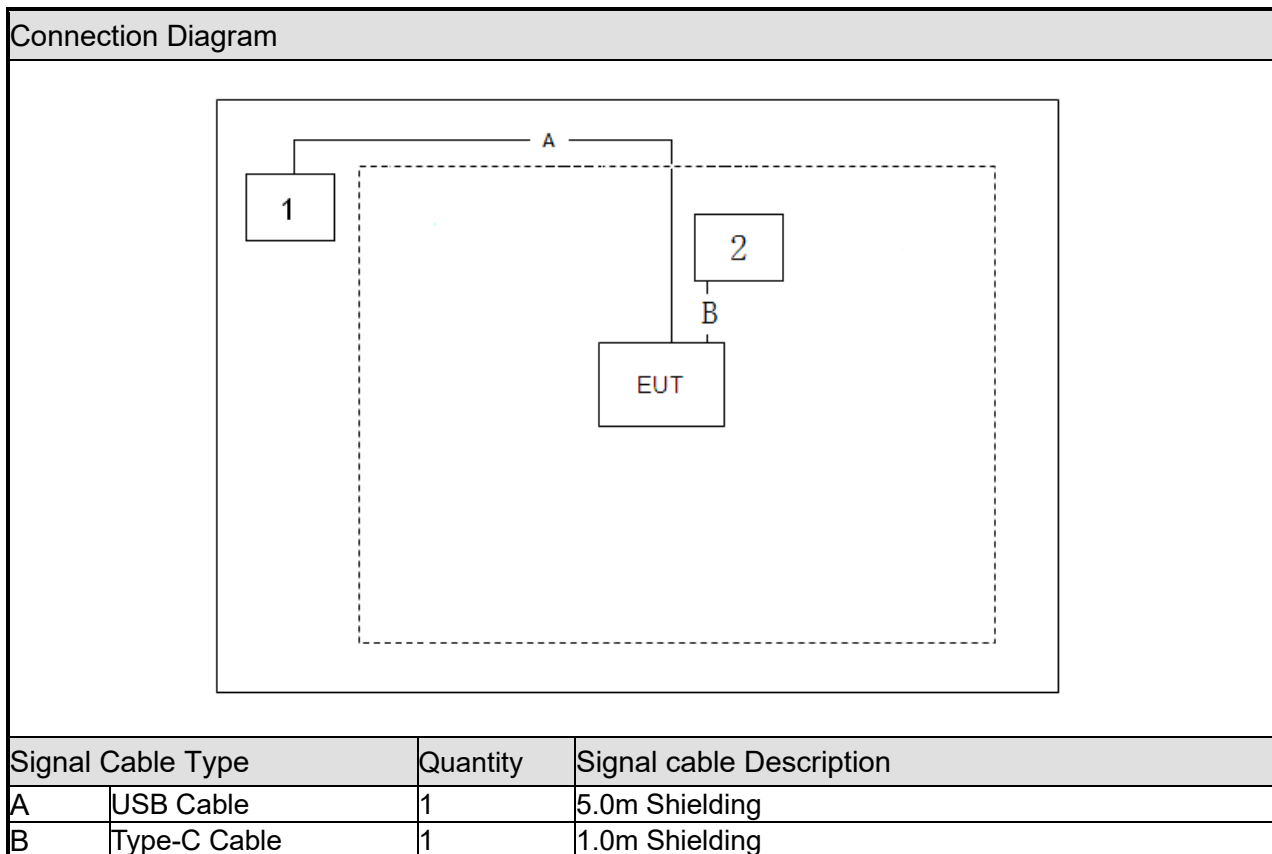 Connection Diagram
A
1
2
B
EUT
Signal Cable Type Quantity Signal cable Description
A USB Cable 1 5.0m Shielding
B Type-C Cable 1 1.0m Shielding